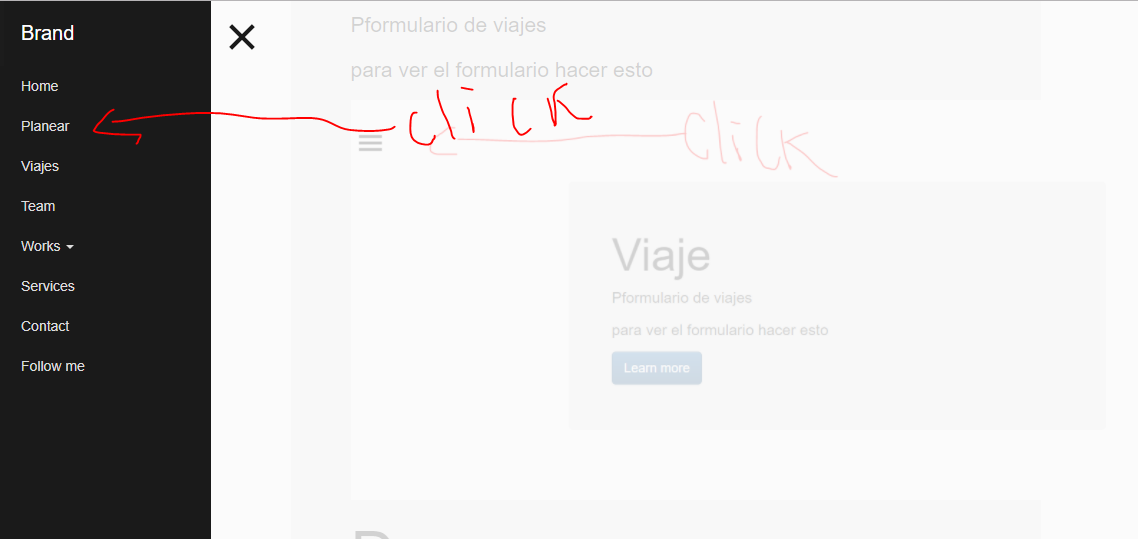 Brand
Home
Planear
Viajes
Team
Works
Services
Contact
Follow me
Pformulario de viajes
para ver el formulario hacer esto
click
click
Viaje
Pformulario de viajes
para ver el formulario hacer esto
Learn more